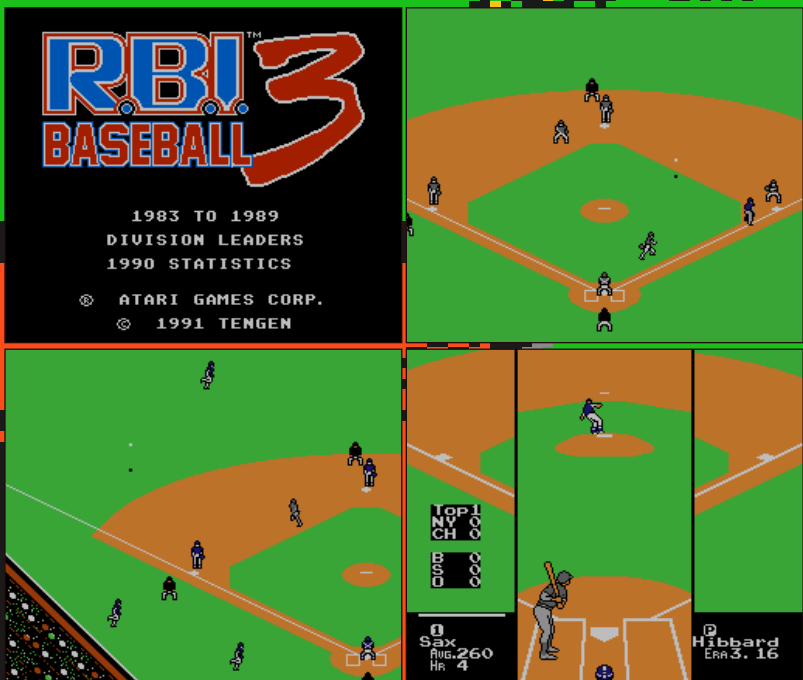 R.B.I.™ 3
BASEBALL
1983 TO 1989
DIVISION LEADERS
1990 STATISTICS
® ATARI GAMES CORP.
© 1991 TENGEN
Top1
NY 0
CH 0
B 0
S 0
O 0
1
Sax
AVG.260
HR 4
P
Hibbard
ERA3.16